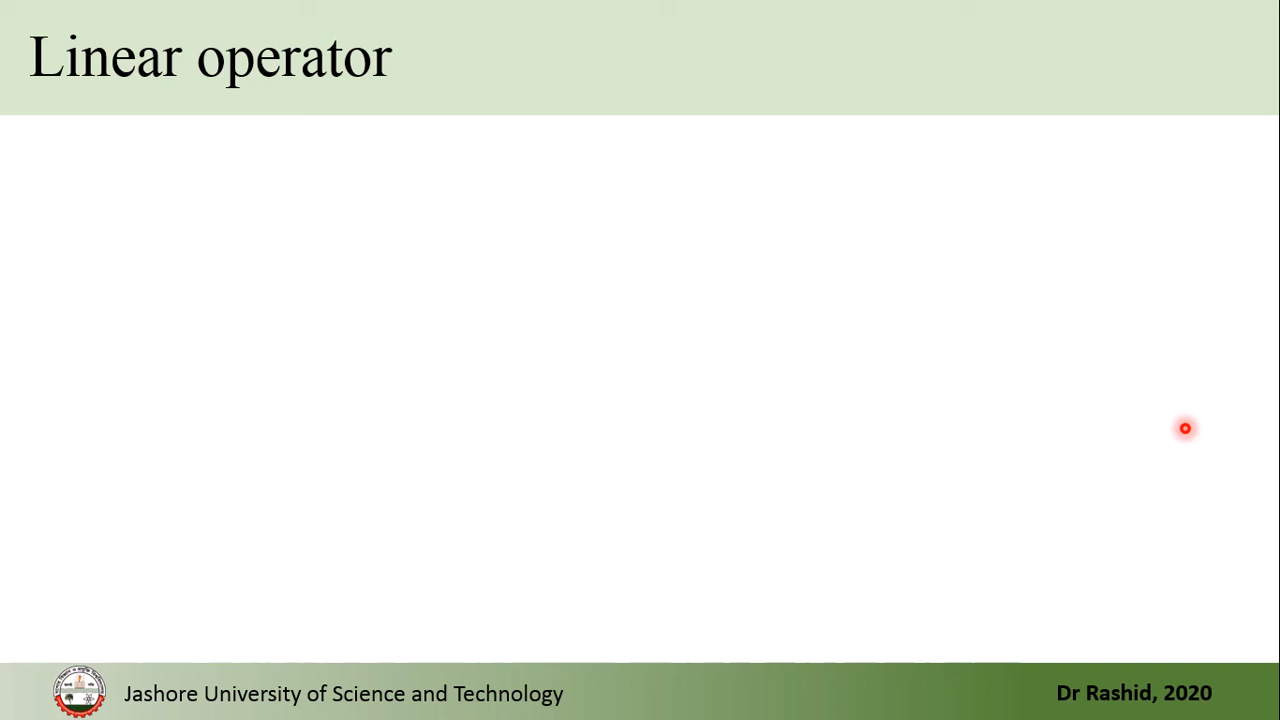 Linear operator
Jashore University of Science and Technology
Dr Rashid, 2020